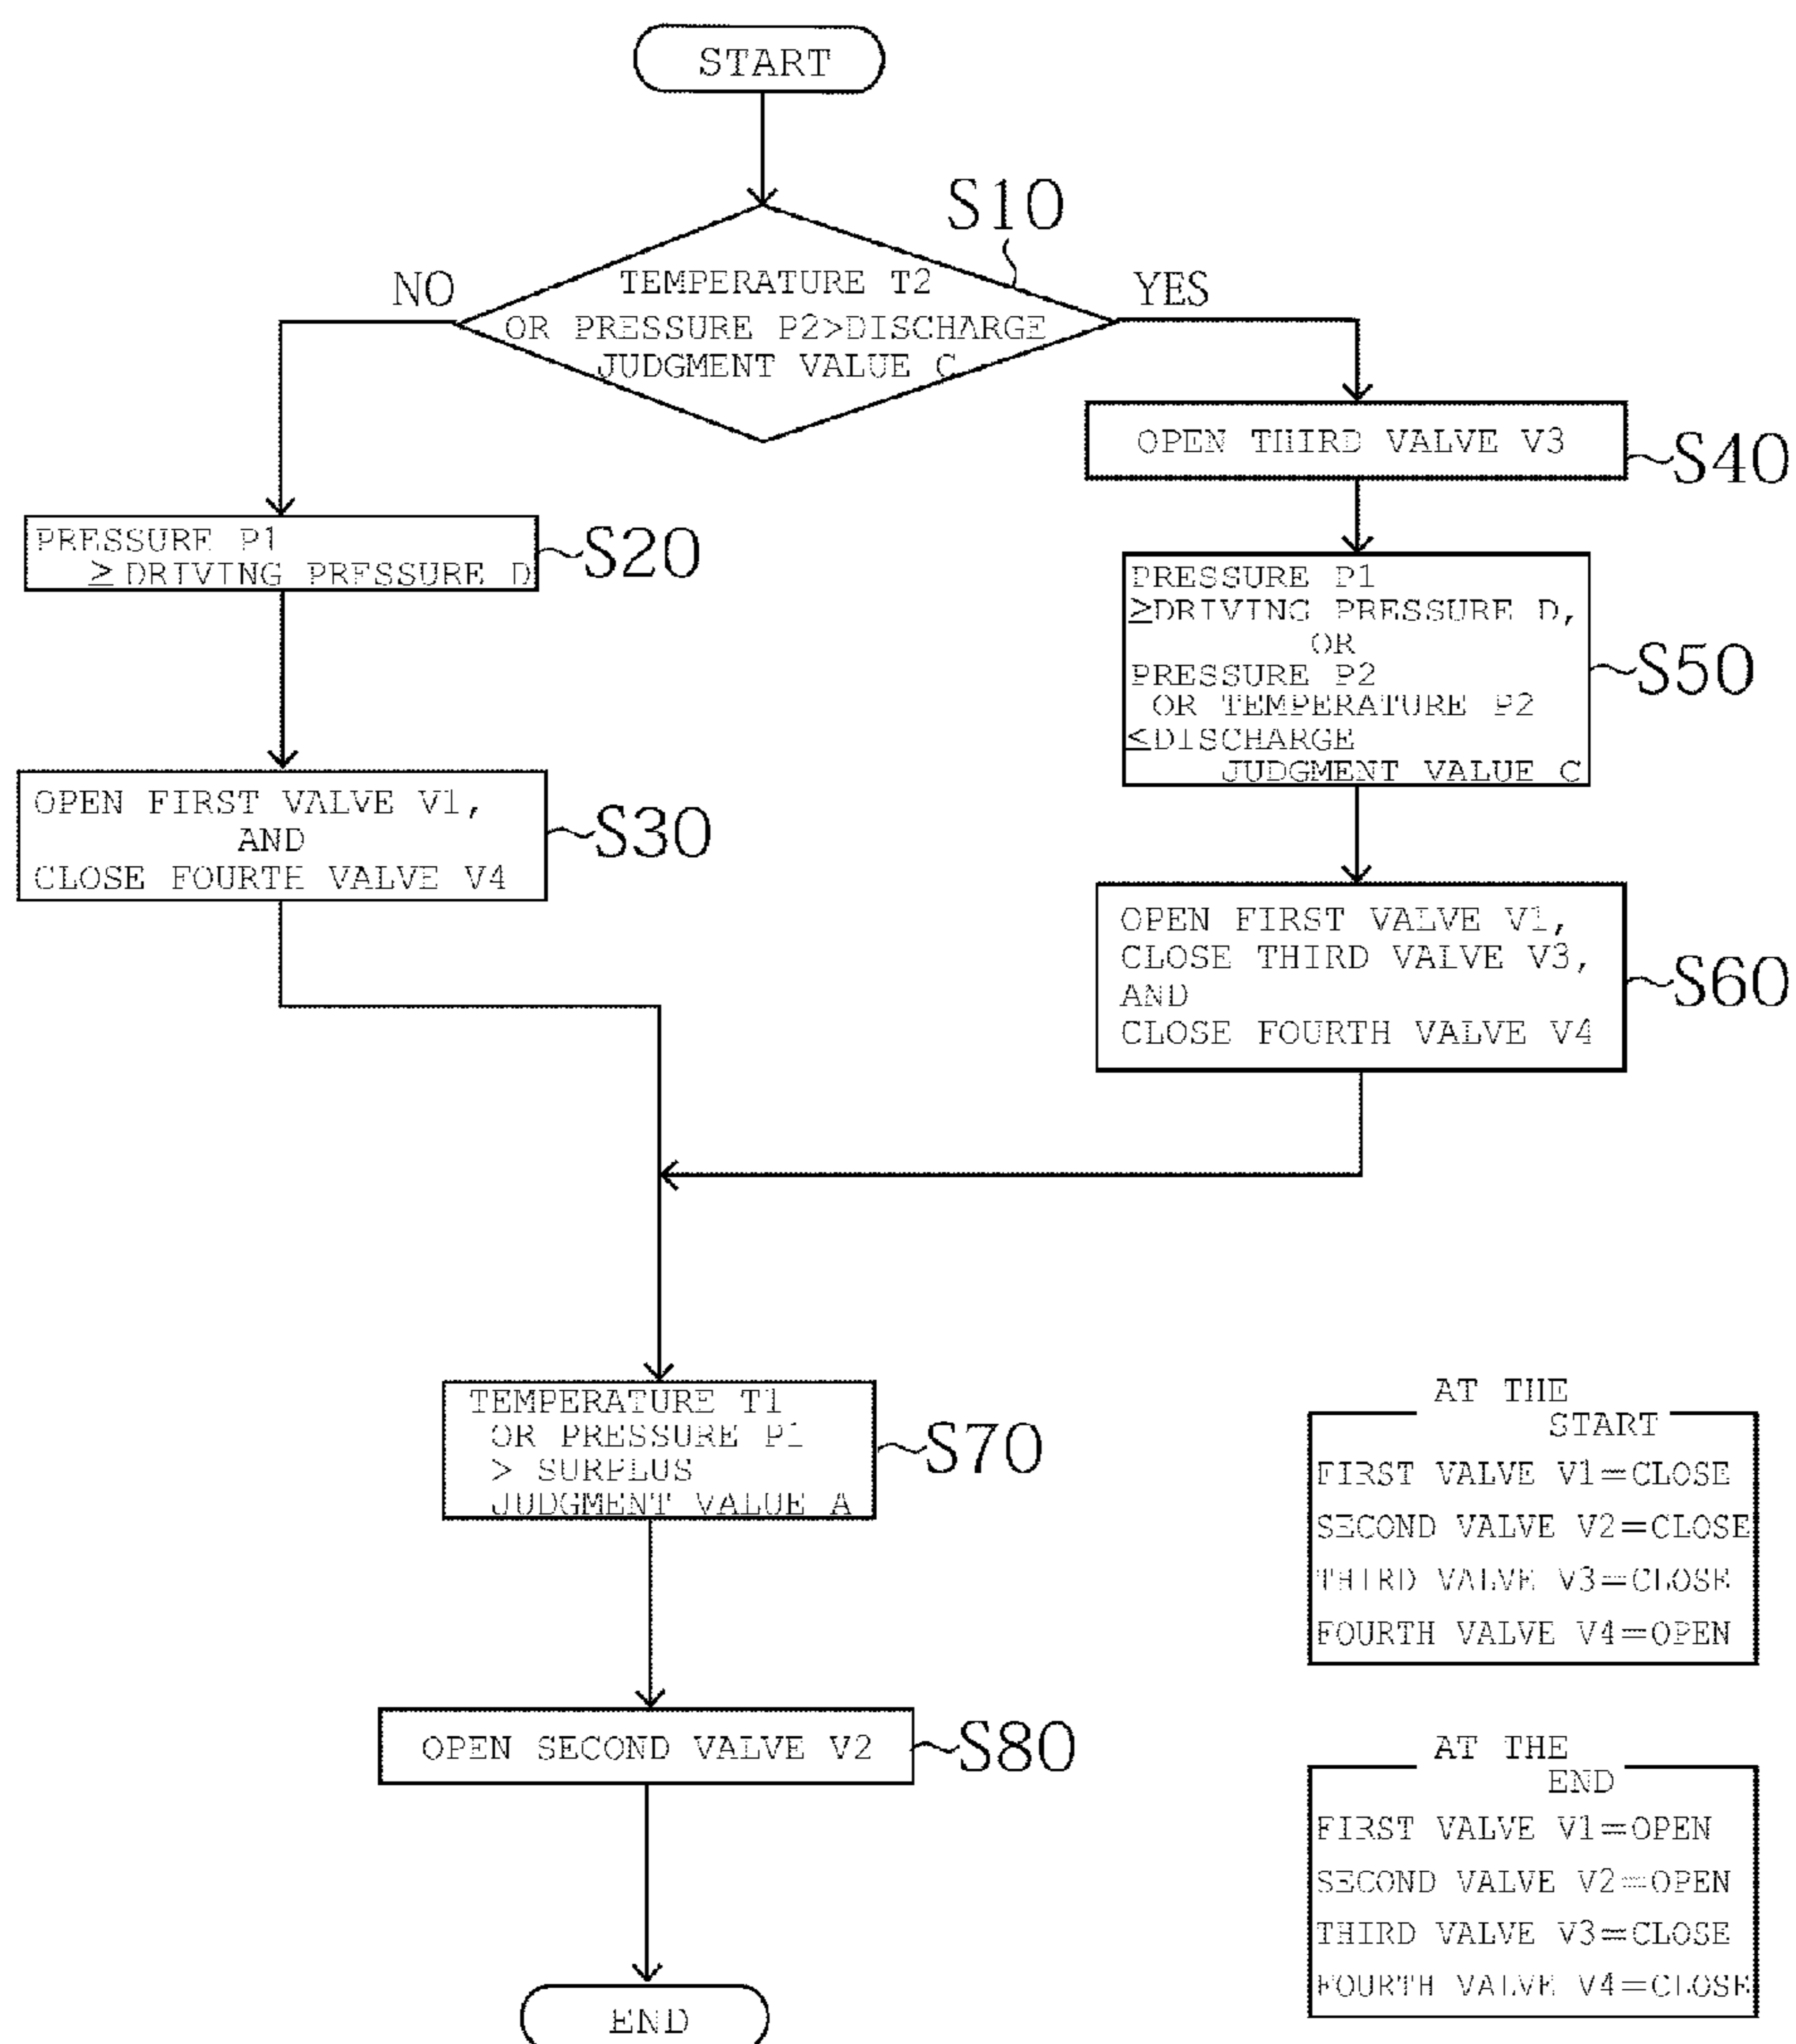 START
S10
TEMPERATURE T2
OR PRESSURE P2>DISCHARGE
JUDGMENT VALUE C
NO
YES
PRESSURE P1
≥DRIVING PRESSURE D
S20
OPEN FIRST VALVE V1,
AND
CLOSE FOURTH VALVE V4
S30
OPEN THIRD VALVE V3
S40
PRESSURE P1
≥DRIVING PRESSURE D,
OR
PRESSURE P2
OR TEMPERATURE P2
≤DISCHARGE
JUDGMENT VALUE C
S50
OPEN FIRST VALVE V1,
CLOSE THIRD VALVE V3,
AND
CLOSE FOURTH VALVE V4
S60
TEMPERATURE T1
OR PRESSURE P1
> SURPLUS
JUDGMENT VALUE A
S70
OPEN SECOND VALVE V2
S80
END
AT THE
START
FIRST VALVE V1=CLOSE
SECOND VALVE V2=CLOSE
THIRD VALVE V3=CLOSE
FOURTH VALVE V4=OPEN
AT THE
END
FIRST VALVE V1=OPEN
SECOND VALVE V2=OPEN
THIRD VALVE V3=CLOSE
FOURTH VALVE V4=CLOSE